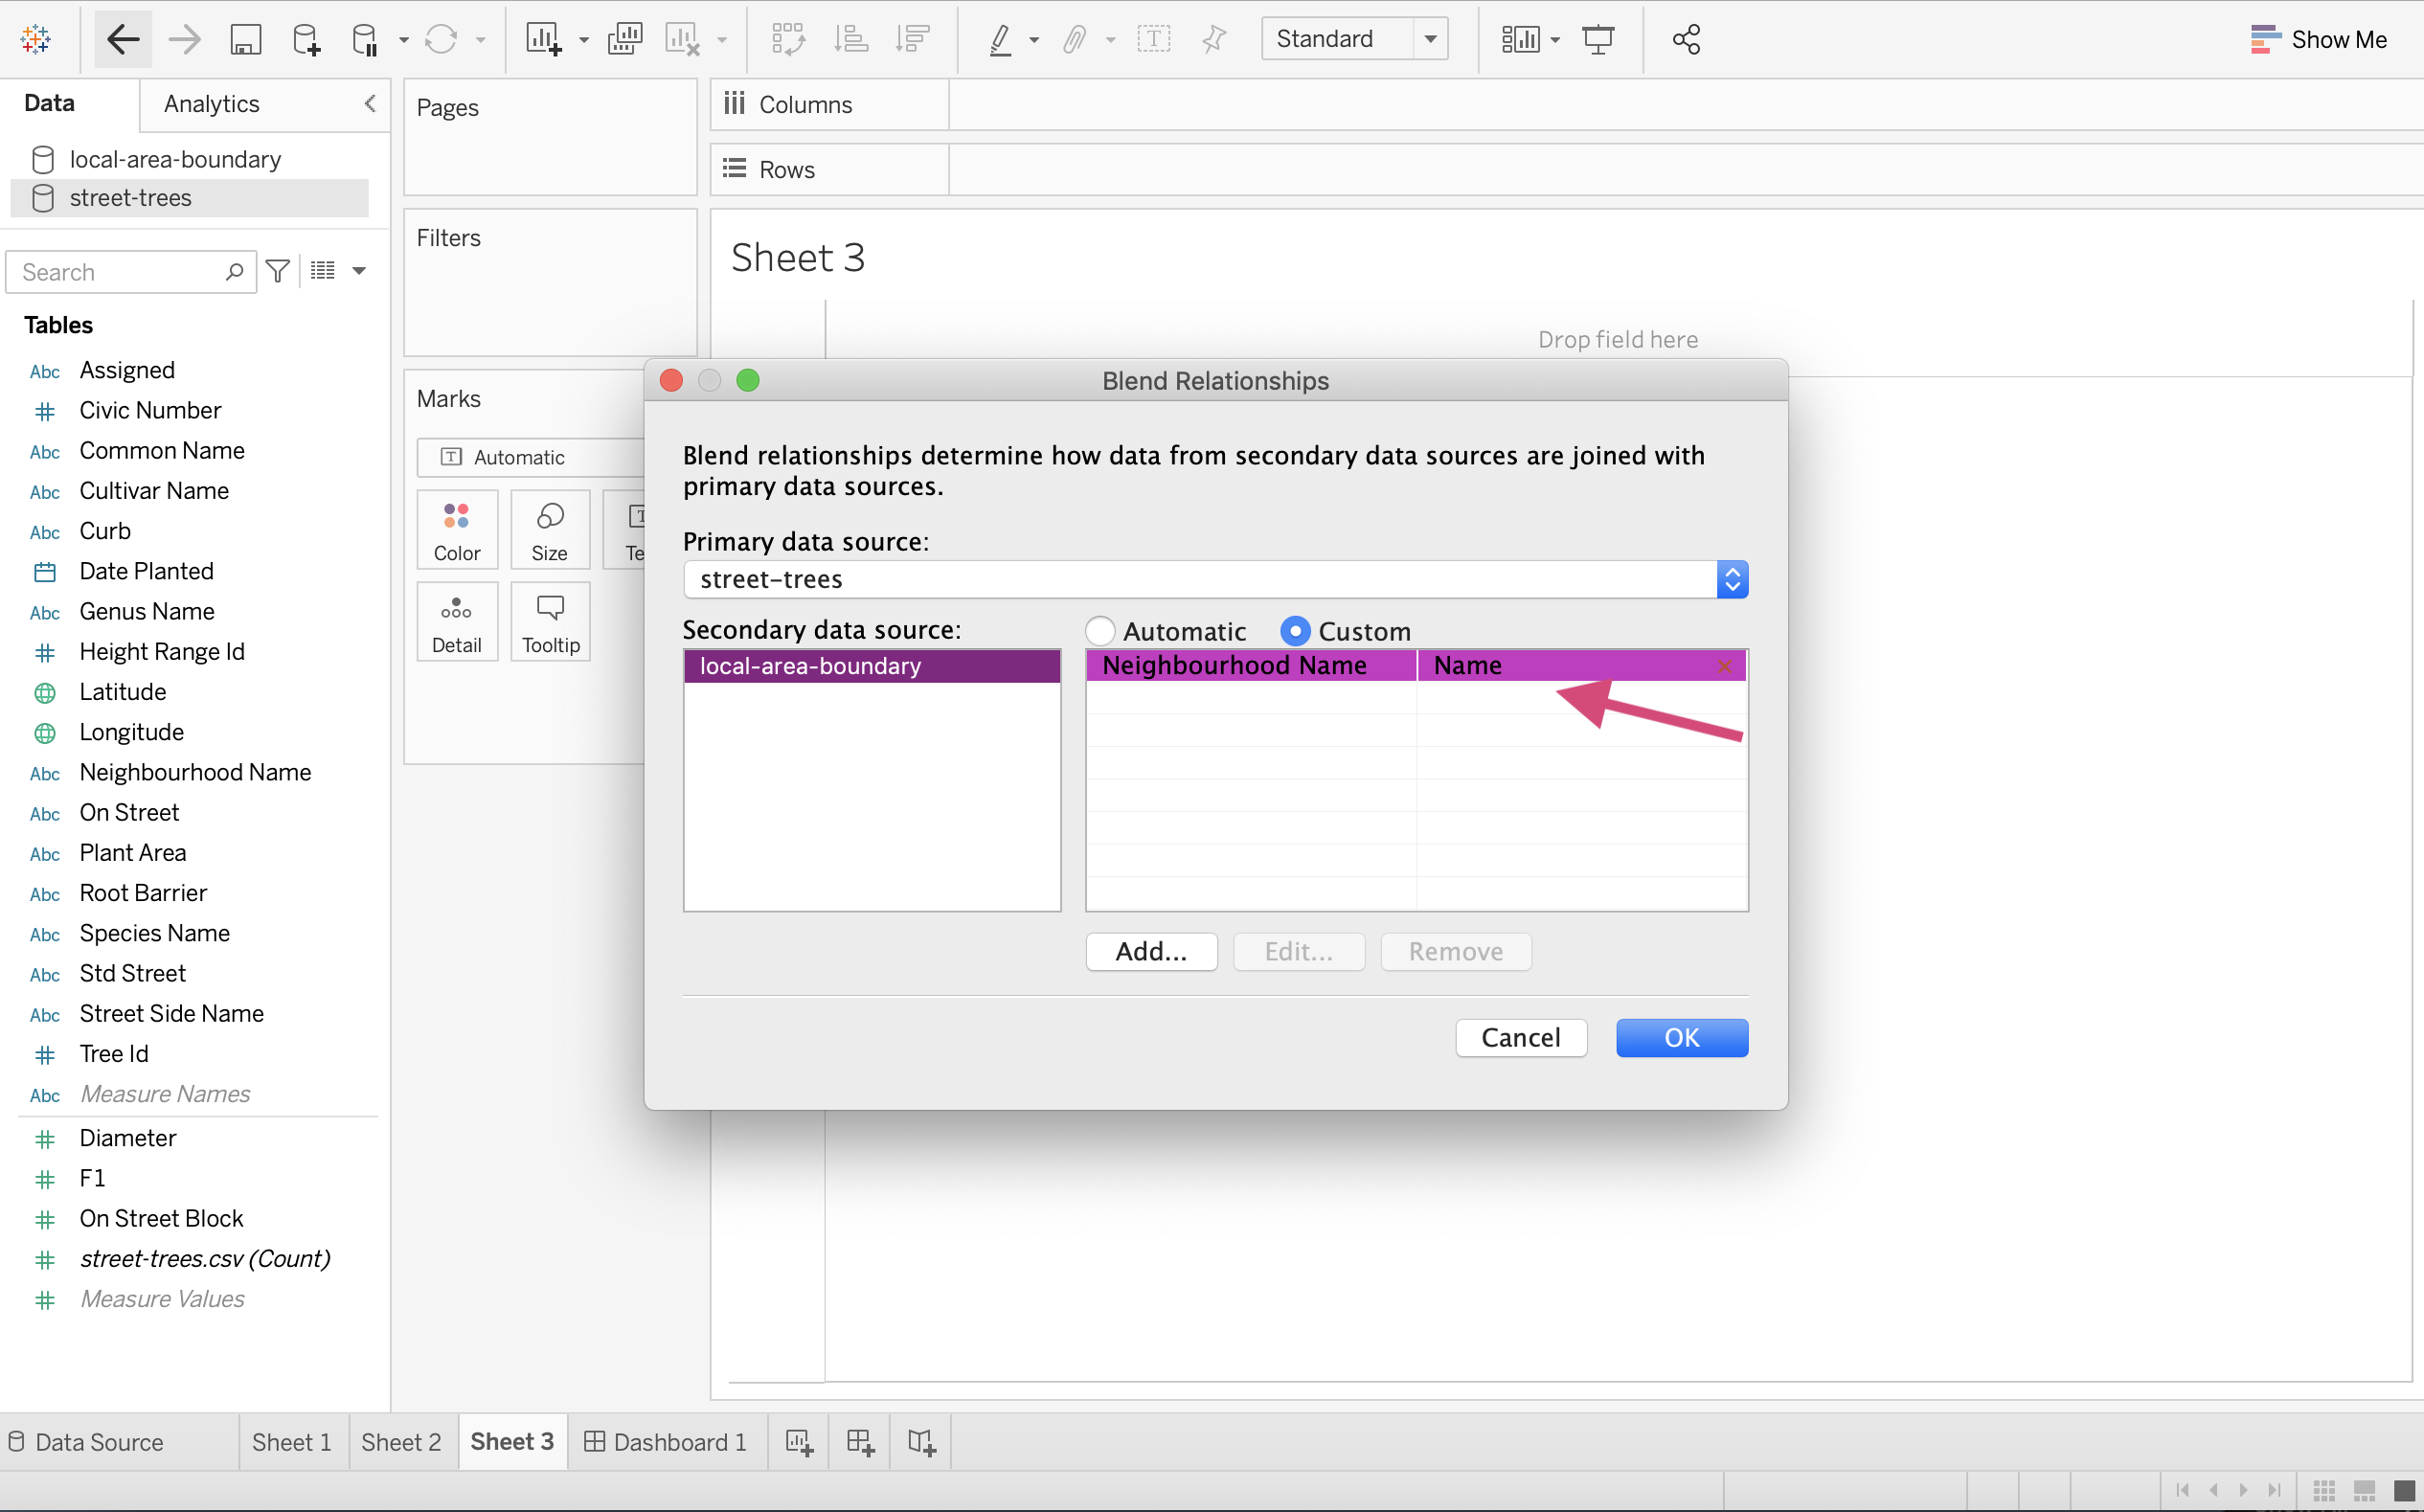 Standard
Show Me
Data
Analytics
Pages
Columns
local-area-boundary
street-trees
Rows
Filters
Search
Sheet 3
Tables
Drop field here
Abc Assigned
Civic Number
Abc Common Name
Abc Cultivar Name
Abc Curb
Date Planted
Abc Genus Name
Height Range Id
Latitude
Longitude
Abc Neighbourhood Name
Abc On Street
Abc Plant Area
Abc Root Barrier
Abc Species Name
Abc Std Street
Abc Street Side Name
Tree Id
Abc Measure Names
Diameter
F1
On Street Block
street-trees.csv (Count)
Measure Values
Marks
T Automatic
Color
Size
Te
Detail
Tooltip
Blend Relationships
Blend relationships determine how data from secondary data sources are joined with
primary data sources.
Primary data source:
street-trees
Secondary data source:
Automatic
Custom
local-area-boundary
Neighbourhood Name
Name
Add...
Edit...
Remove
Cancel
OK
Data Source
Sheet 1
Sheet 2
Sheet 3
Dashboard 1